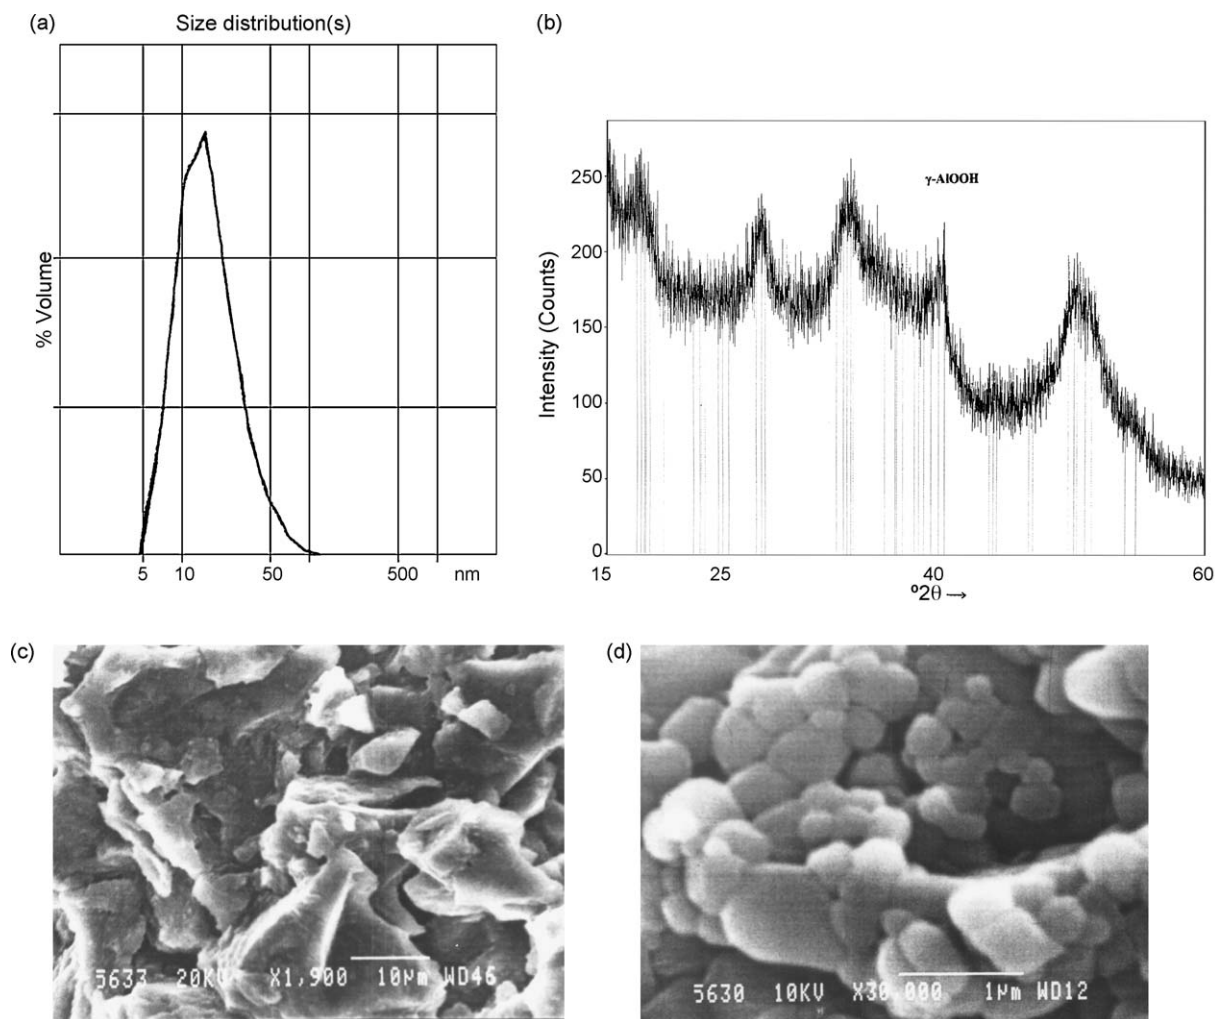 (a)
Size distribution(s)
% Volume
5 10 50 500 nm
(b)
γ-AlOOH
Intensity (Counts)
250
200
150
100
50
0
15 25 40 60
º2θ →
(c)
5633 20KV X1,900 10μm WD46
(d)
5630 10KV X30,000 1μm WD12